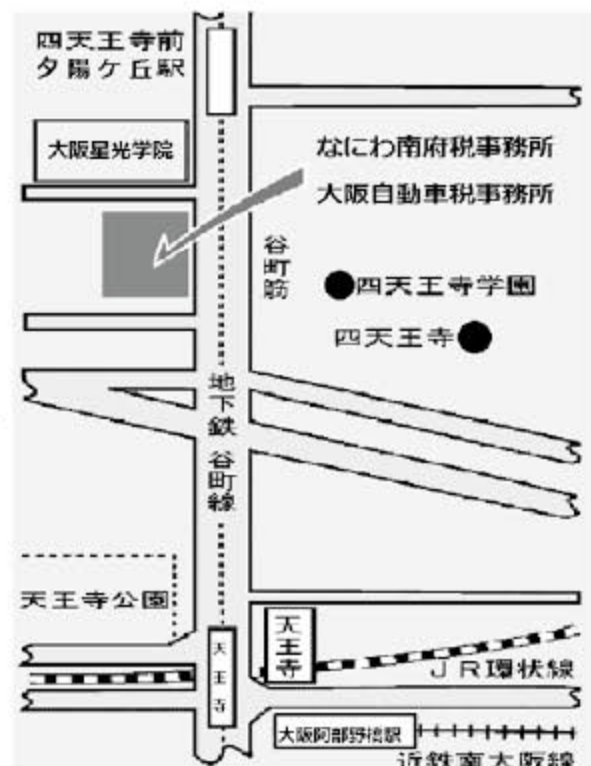 四天王寺前
夕陽ケ丘駅
大阪星光学院
なにわ南府税事務所
大阪自動車税事務所
谷町筋
四天王寺学園
四天王寺
地下鉄 谷町線
天王寺公園
天王寺
天王寺
JR環状線
大阪阿部野橋駅
近鉄南大阪線